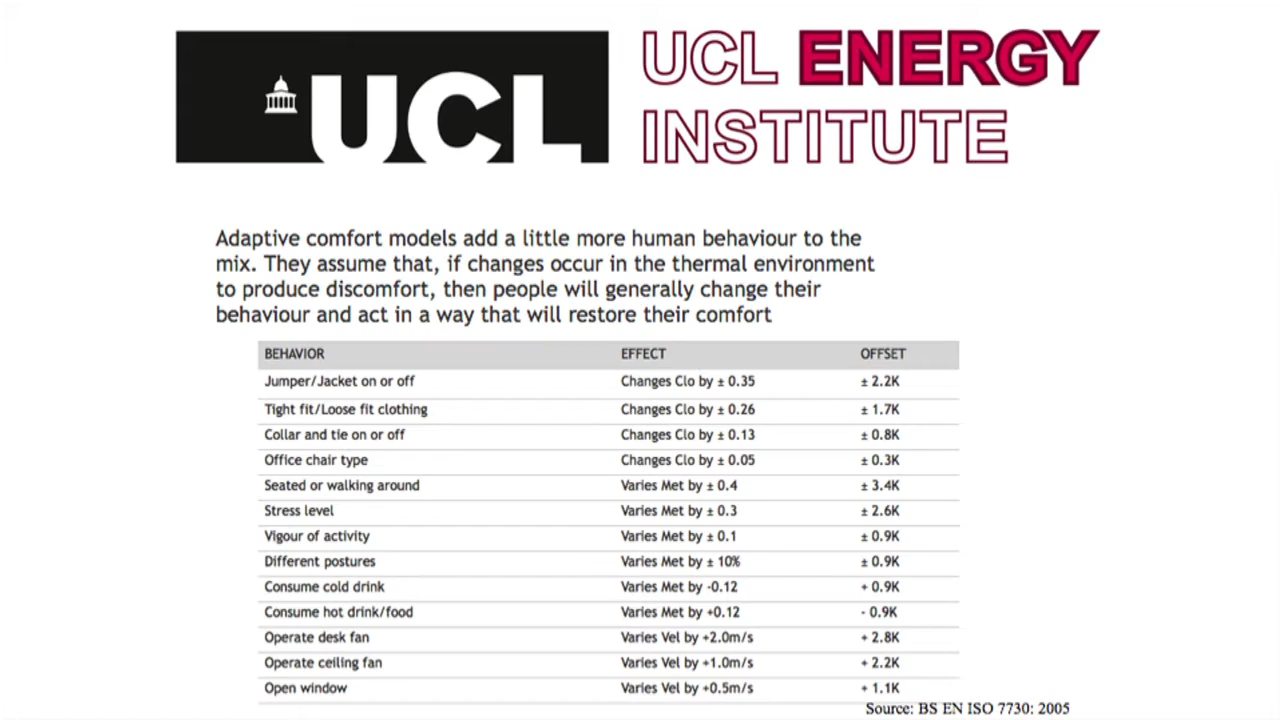 UCL
UCL ENERGY
INSTITUTE
Adaptive comfort models add a little more human behaviour to the
mix. They assume that, if changes occur in the thermal environment
to produce discomfort, then people will generally change their
behaviour and act in a way that will restore their comfort
BEHAVIOR EFFECT OFFSET
Jumper/Jacket on or off Changes Clo by ± 0.35 ± 2.2K
Tight fit/Loose fit clothing Changes Clo by ± 0.26 ± 1.7K
Collar and tie on or off Changes Clo by ± 0.13 ± 0.8K
Office chair type Changes Clo by ± 0.05 ± 0.3K
Seated or walking around Varies Met by ± 0.4 ± 3.4K
Stress level Varies Met by ± 0.3 ± 2.6K
Vigour of activity Varies Met by ± 0.1 ± 0.9K
Different postures Varies Met by ± 10% ± 0.9K
Consume cold drink Varies Met by -0.12 + 0.9K
Consume hot drink/food Varies Met by +0.12 - 0.9K
Operate desk fan Varies Vel by +2.0m/s + 2.8K
Operate ceiling fan Varies Vel by +1.0m/s + 2.2K
Open window Varies Vel by +0.5m/s + 1.1K
Source: BS EN ISO 7730: 2005